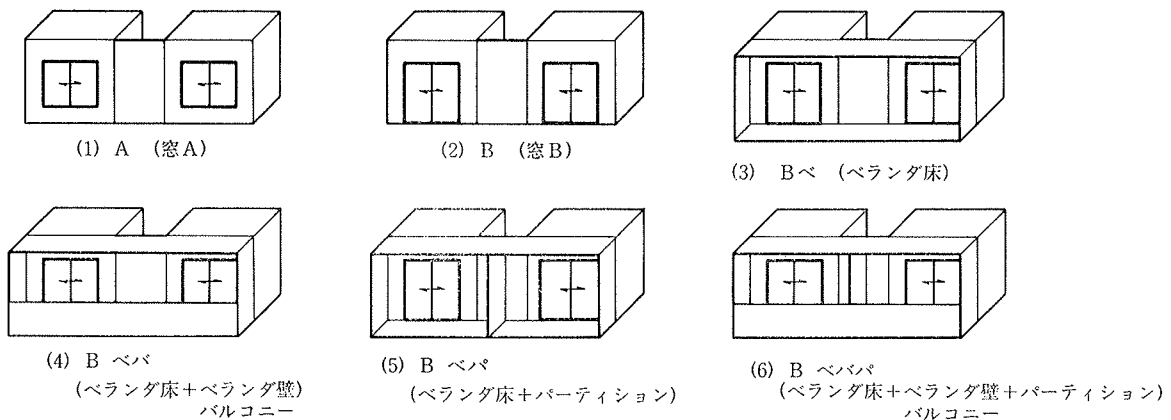 (1) A (窓A)
(2) B (窓B)
(3) Bベ (ベランダ床)
(4) B ベバ
(ベランダ床+ベランダ壁)
バルコニー
(5) B ベパ
(ベランダ床+パーティション)
(6) B ベバパ
(ベランダ床+ベランダ壁+パーティション)
バルコニー